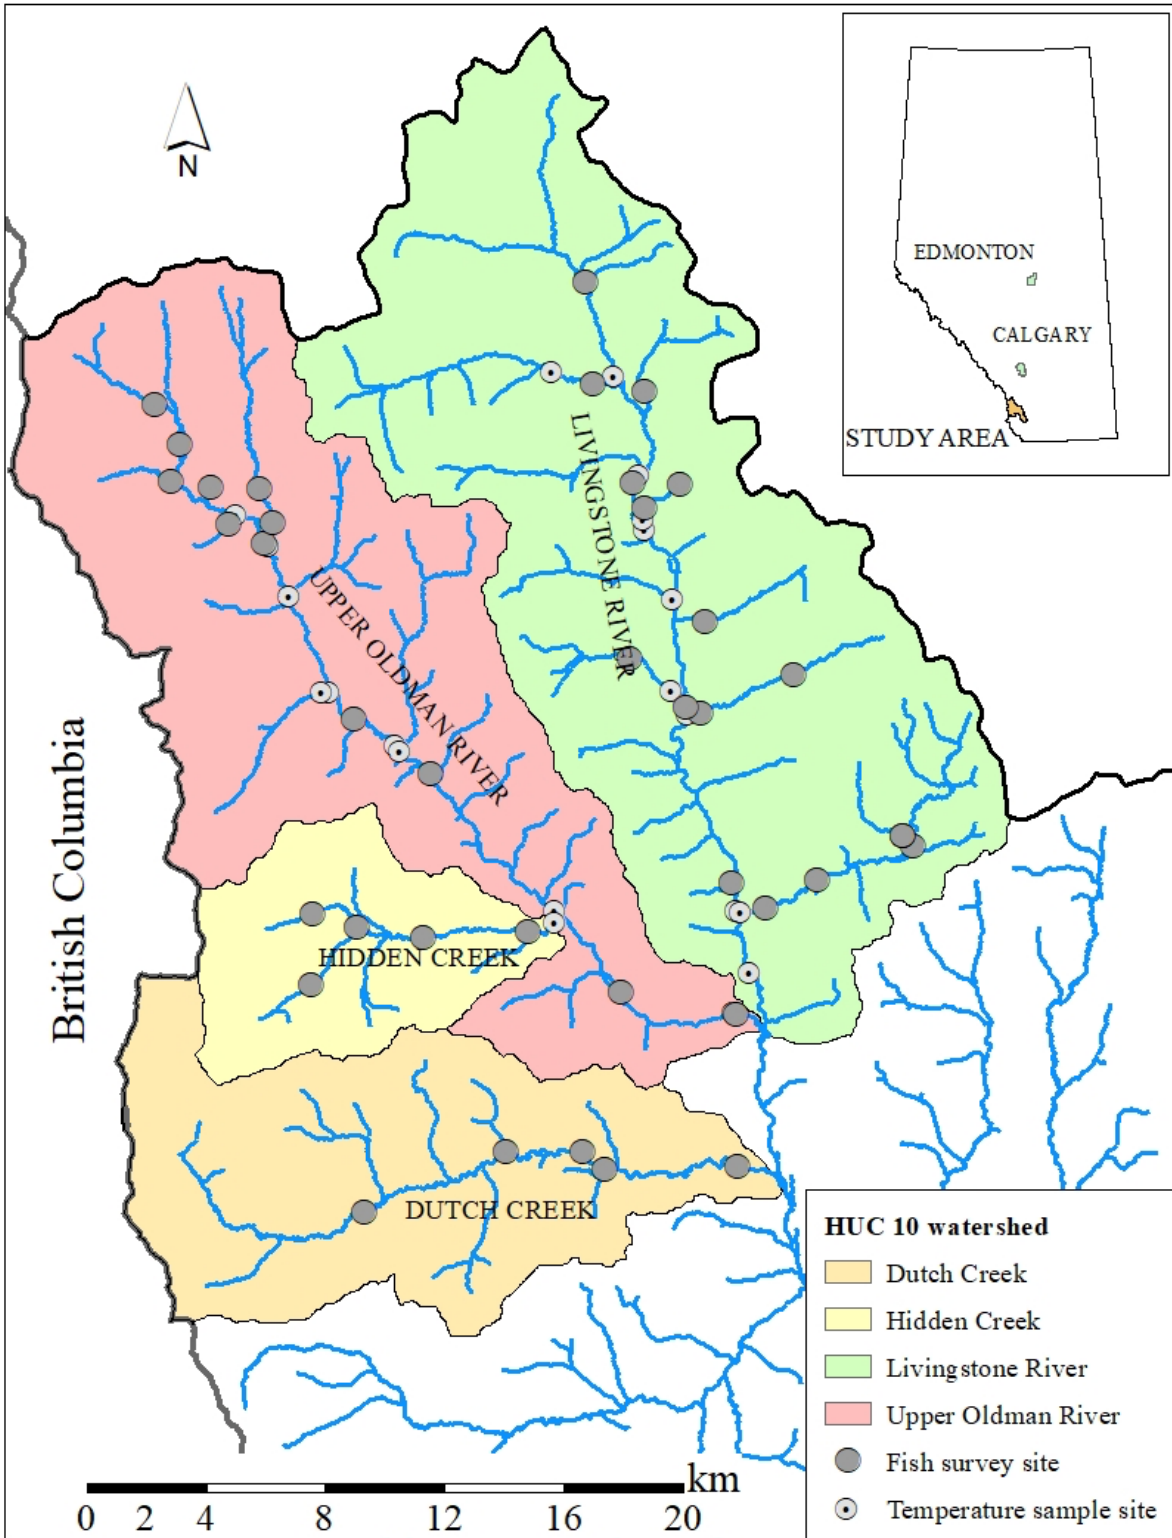 N
EDMONTON
CALGARY
STUDY AREA
LIVINGSTONE RIVER
UPPER OLDMAN RIVER
British Columbia
HIDDEN CREEK
DUTCH CREEK
HUC 10 watershed
Dutch Creek
Hidden Creek
Livingstone River
Upper Oldman River
Fish survey site
Temperature sample site
km
0 2 4 8 12 16 20